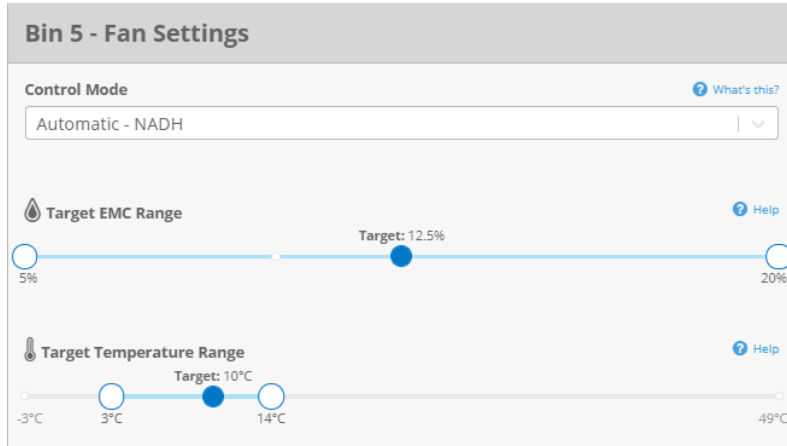 Bin 5 - Fan Settings
Control Mode
What's this?
Automatic - NADH
Target EMC Range
Help
Target: 12.5%
5%
20%
Target Temperature Range
Help
Target: 10°C
-3°C
3°C
14°C
49°C